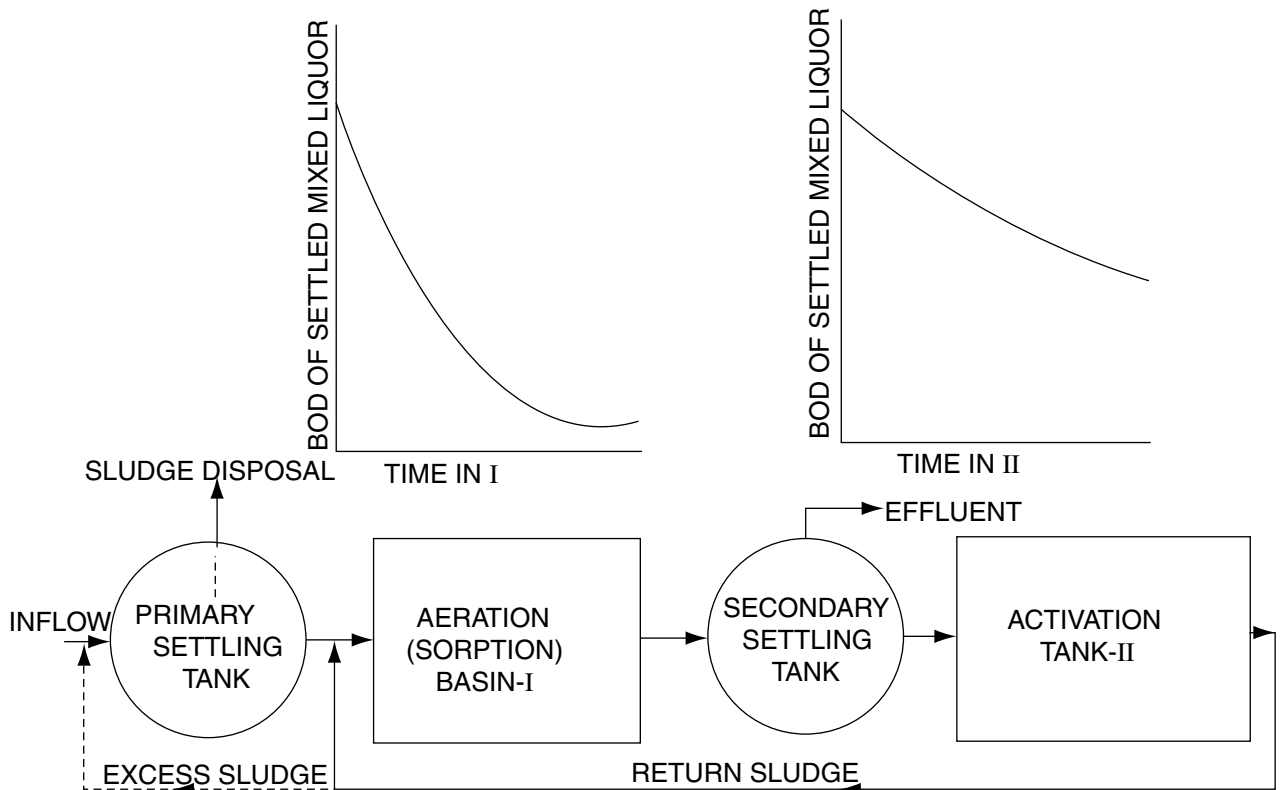 BOD OF SETTLED MIXED LIQUOR
TIME IN I
BOD OF SETTLED MIXED LIQUOR
TIME IN II
SLUDGE DISPOSAL
EFFLUENT
INFLOW
PRIMARY
SETTLING
TANK
AERATION
(SORPTION)
BASIN-I
SECONDARY
SETTLING
TANK
ACTIVATION
TANK-II
EXCESS SLUDGE
RETURN SLUDGE